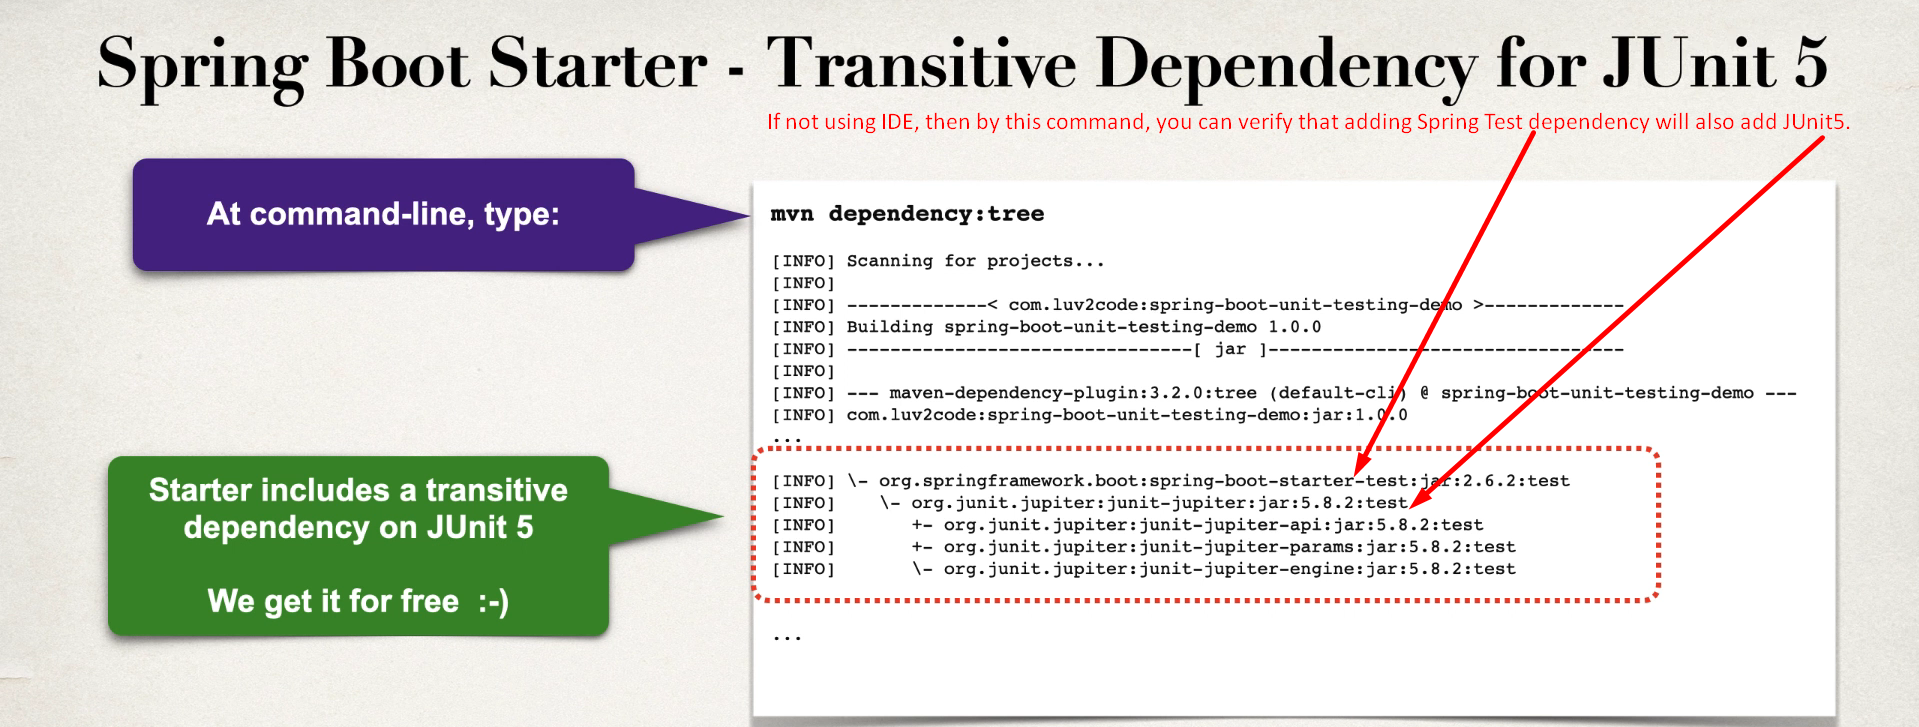 Spring Boot Starter - Transitive Dependency for JUnit 5
If not using IDE, then by this command, you can verify that adding Spring Test dependency will also add JUnit5.
At command-line, type:
mvn dependency:tree
[INFO] Scanning for projects...
[INFO]
[INFO] -------------< com.luv2code:spring-boot-unit-testing-demo >-------------
[INFO] Building spring-boot-unit-testing-demo 1.0.0
[INFO] --------------------------------[ jar ]---------------------------------
[INFO]
[INFO] --- maven-dependency-plugin:3.2.0:tree (default-cli) @ spring-boot-unit-testing-demo ---
[INFO] com.luv2code:spring-boot-unit-testing-demo:jar:1.0.0
...
Starter includes a transitive
dependency on JUnit 5
We get it for free :-)
[INFO] \- org.springframework.boot:spring-boot-starter-test:jar:2.6.2:test
[INFO]    \- org.junit.jupiter:junit-jupiter:jar:5.8.2:test
[INFO]       +- org.junit.jupiter:junit-jupiter-api:jar:5.8.2:test
[INFO]       +- org.junit.jupiter:junit-jupiter-params:jar:5.8.2:test
[INFO]       \- org.junit.jupiter:junit-jupiter-engine:jar:5.8.2:test
...